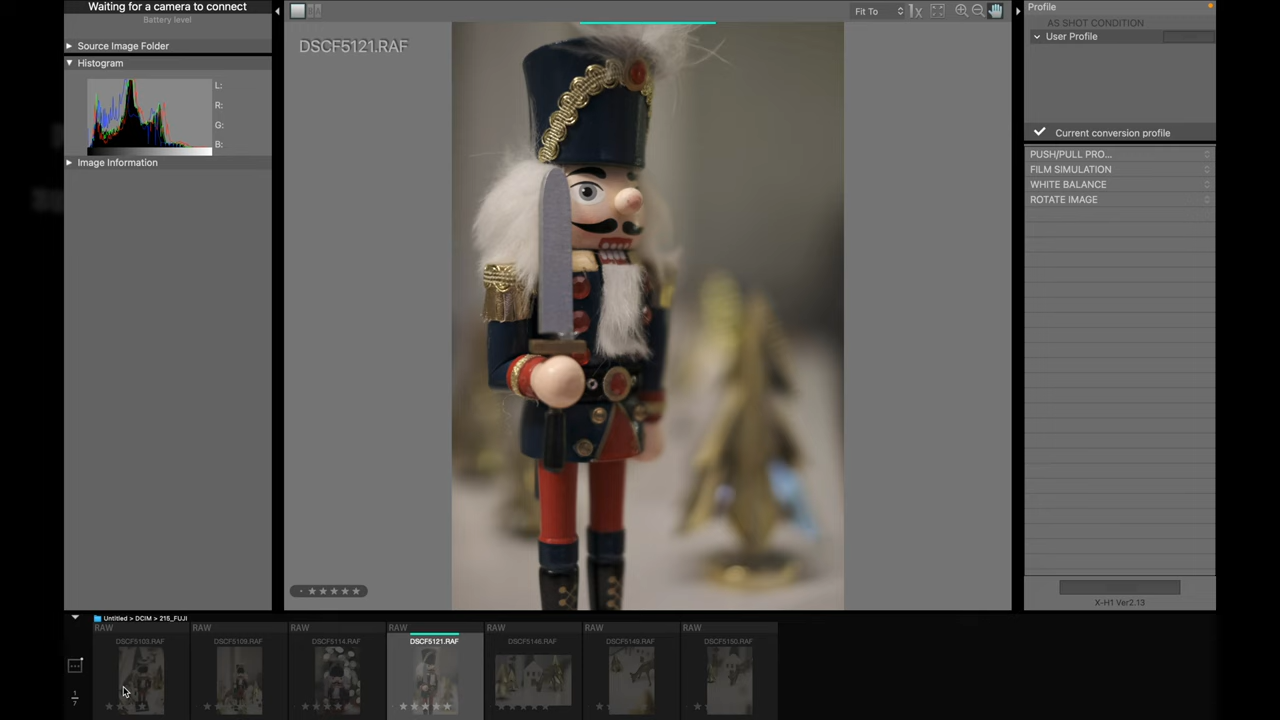 Waiting for a camera to connect
Battery level
Source Image Folder
Histogram
L:
R:
G:
B:
Image Information
Fit To
1x
DSCF5121.RAF
Profile
AS SHOT CONDITION
User Profile
Current conversion profile
PUSH/PULL PRO...
FILM SIMULATION
WHITE BALANCE
ROTATE IMAGE
X-H1 Ver2.13
Untitled > DCIM > 215_FUJI
RAW RAW RAW RAW RAW RAW RAW
DSCF5103.RAF DSCF5109.RAF DSCF5114.RAF DSCF5121.RAF DSCF5146.RAF DSCF5149.RAF DSCF5150.RAF
1
7